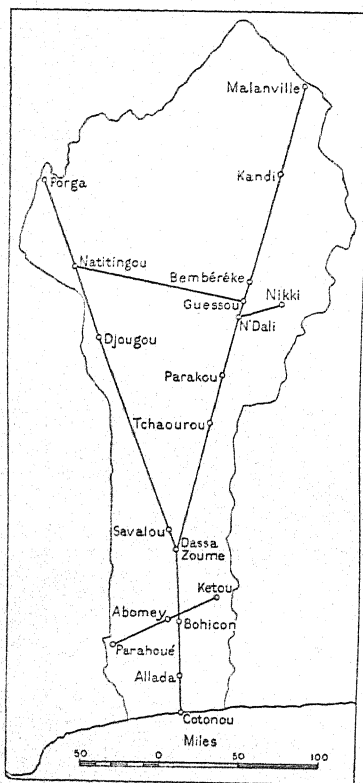 Malanville
Porga
Kandi
Natitingou
Bembéréke
Nikki
Guessou
N'Dali
Djougou
Parakou
Tchaourou
Savalou
Dassa
Zoume
Ketou
Abomey
Bohicon
Parahoué
Allada
Cotonou
Miles
50 0 50 100